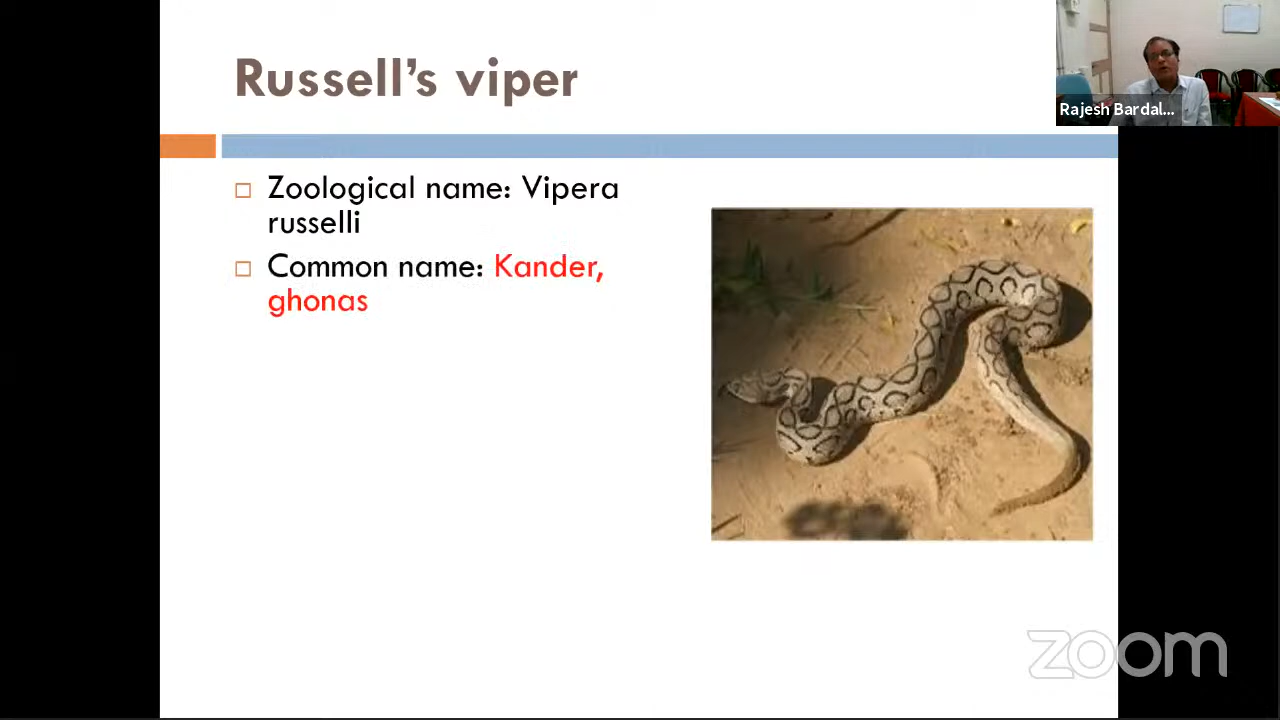 Russell’s viper
Rajesh Bardal...
Zoological name: Vipera
russelli
Common name: Kander,
ghonas
zoom